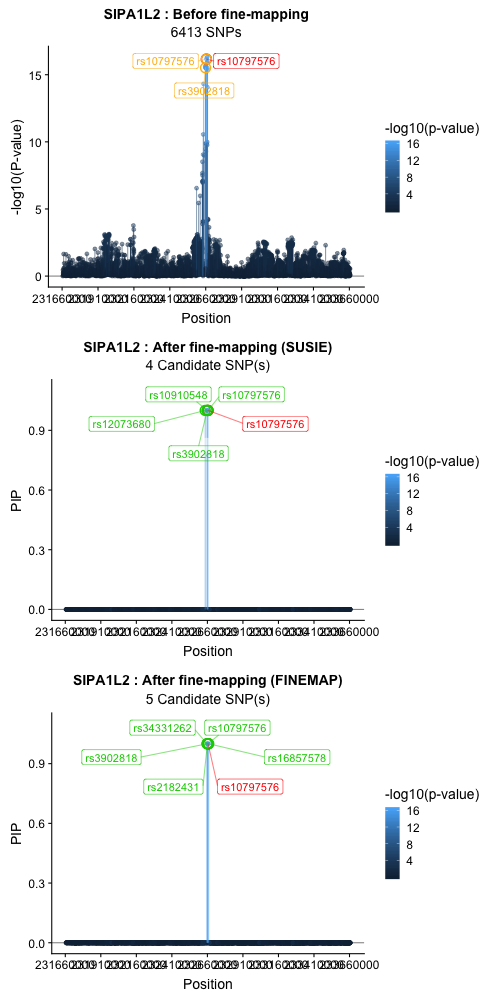 SIPA1L2 : Before fine-mapping
6413 SNPs
rs10797576
rs10797576
rs3902818
15
10
5
0
-log10(P-value)
Position
-log10(p-value)
16
12
8
4
SIPA1L2 : After fine-mapping (SUSIE)
4 Candidate SNP(s)
rs10910548
rs10797576
rs12073680
rs10797576
rs3902818
0.9
0.6
0.3
0.0
PIP
Position
-log10(p-value)
16
12
8
4
SIPA1L2 : After fine-mapping (FINEMAP)
5 Candidate SNP(s)
rs34331262
rs10797576
rs3902818
rs16857578
rs2182431
rs10797576
0.9
0.6
0.3
0.0
PIP
Position
-log10(p-value)
16
12
8
4